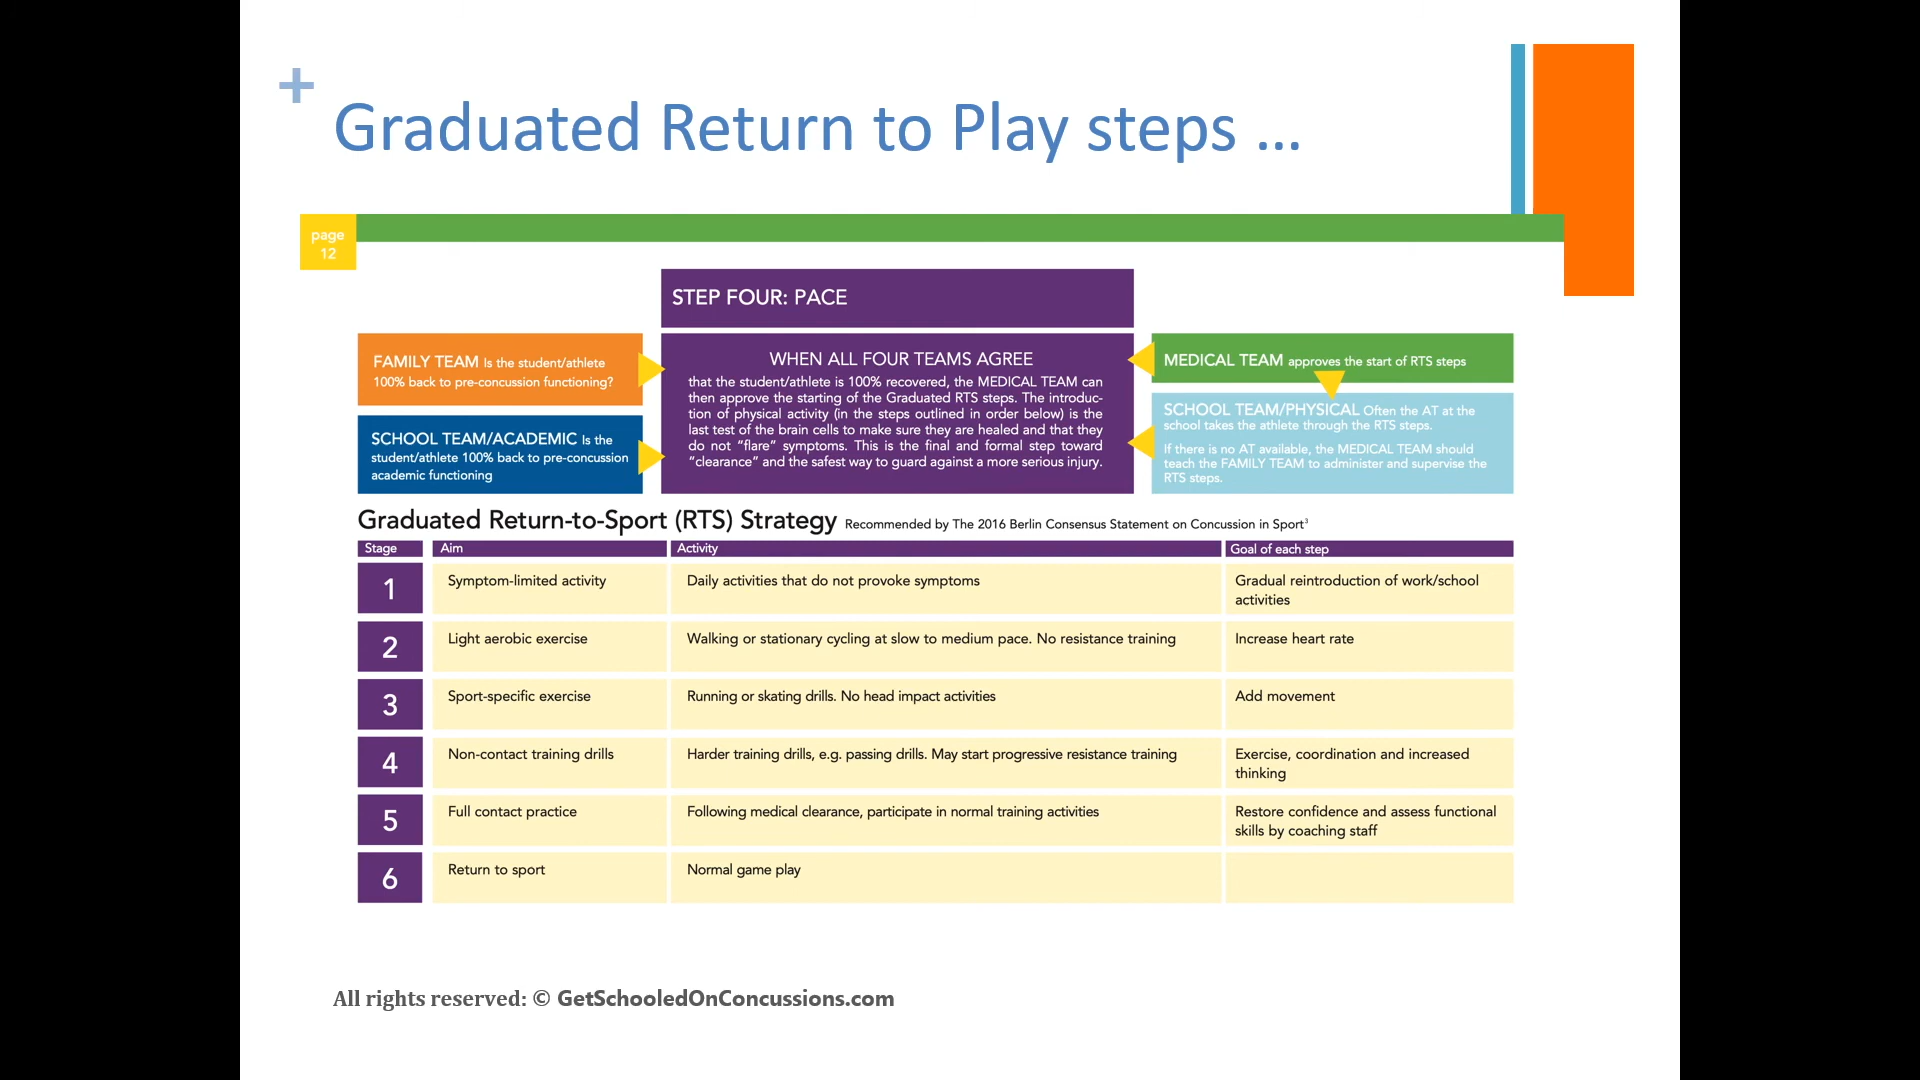 +
Graduated Return to Play steps ...
page
12
STEP FOUR: PACE
FAMILY TEAM Is the student/athlete
100% back to pre-concussion functioning?
SCHOOL TEAM/ACADEMIC Is the
student/athlete 100% back to pre-concussion
academic functioning
WHEN ALL FOUR TEAMS AGREE
that the student/athlete is 100% recovered, the MEDICAL TEAM can
then approve the starting of the Graduated RTS steps. The introduc-
tion of physical activity (in the steps outlined in order below) is the
last test of the brain cells to make sure they are healed and that they
do not “flare” symptoms. This is the final and formal step toward
“clearance” and the safest way to guard against a more serious injury.
MEDICAL TEAM approves the start of RTS steps
SCHOOL TEAM/PHYSICAL Often the AT at the
school takes the athlete through the RTS steps.
If there is no AT available, the MEDICAL TEAM should
teach the FAMILY TEAM to administer and supervise the
RTS steps.
Graduated Return-to-Sport (RTS) Strategy Recommended by The 2016 Berlin Consensus Statement on Concussion in Sport³
Stage Aim Activity Goal of each step
1 Symptom-limited activity Daily activities that do not provoke symptoms Gradual reintroduction of work/school
activities
2 Light aerobic exercise Walking or stationary cycling at slow to medium pace. No resistance training Increase heart rate
3 Sport-specific exercise Running or skating drills. No head impact activities Add movement
4 Non-contact training drills Harder training drills, e.g. passing drills. May start progressive resistance training Exercise, coordination and increased
thinking
5 Full contact practice Following medical clearance, participate in normal training activities Restore confidence and assess functional
skills by coaching staff
6 Return to sport Normal game play
All rights reserved: © GetSchooledOnConcussions.com